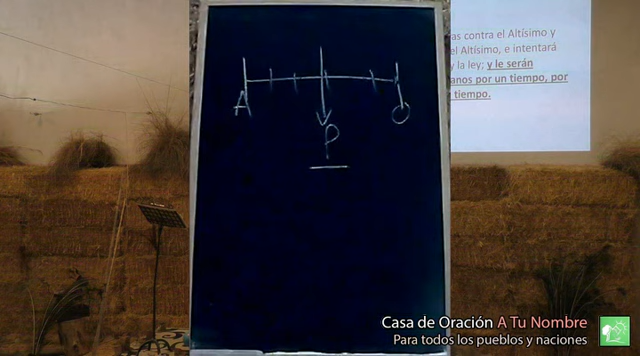 as contra el Altísimo y
el Altísimo, e intentará
y la ley; y le serán
anos por un tiempo, por
tiempo.
A
P
O
Casa de Oración A Tu Nombre
Para todos los pueblos y naciones